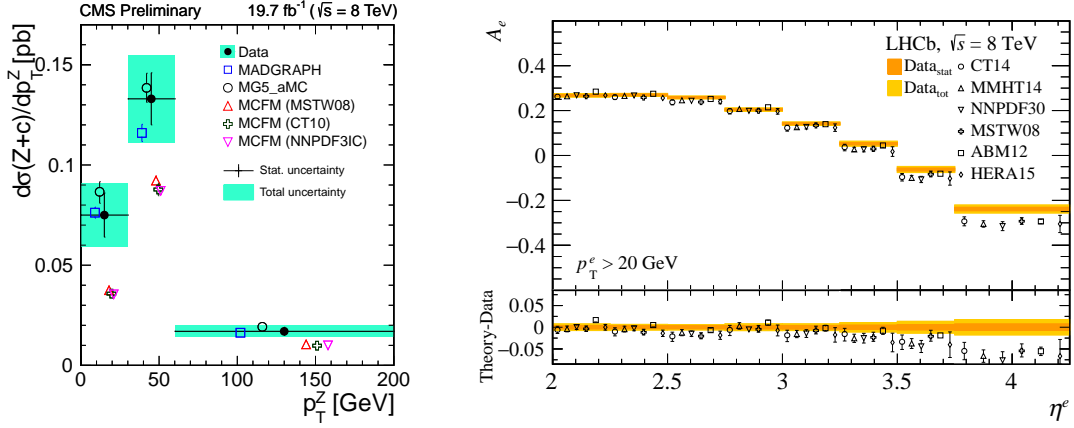 CMS Preliminary 19.7 fb⁻¹ (√s = 8 TeV)
dσ(Z+c)/dp_T^Z [pb]
0.15
0.1
0.05
0
Data
MADGRAPH
MG5_aMC
MCFM (MSTW08)
MCFM (CT10)
MCFM (NNPDF3IC)
Stat. uncertainty
Total uncertainty
0 50 100 150 200
p_T^Z [GeV]
A_e
LHCb, √s = 8 TeV
Data_stat
Data_tot
CT14
MMHT14
NNPDF30
MSTW08
ABM12
HERA15
0.4
0.2
0
−0.2
−0.4
p_T^e > 20 GeV
Theory-Data
0.05
0
−0.05
2 2.5 3 3.5 4
η^e